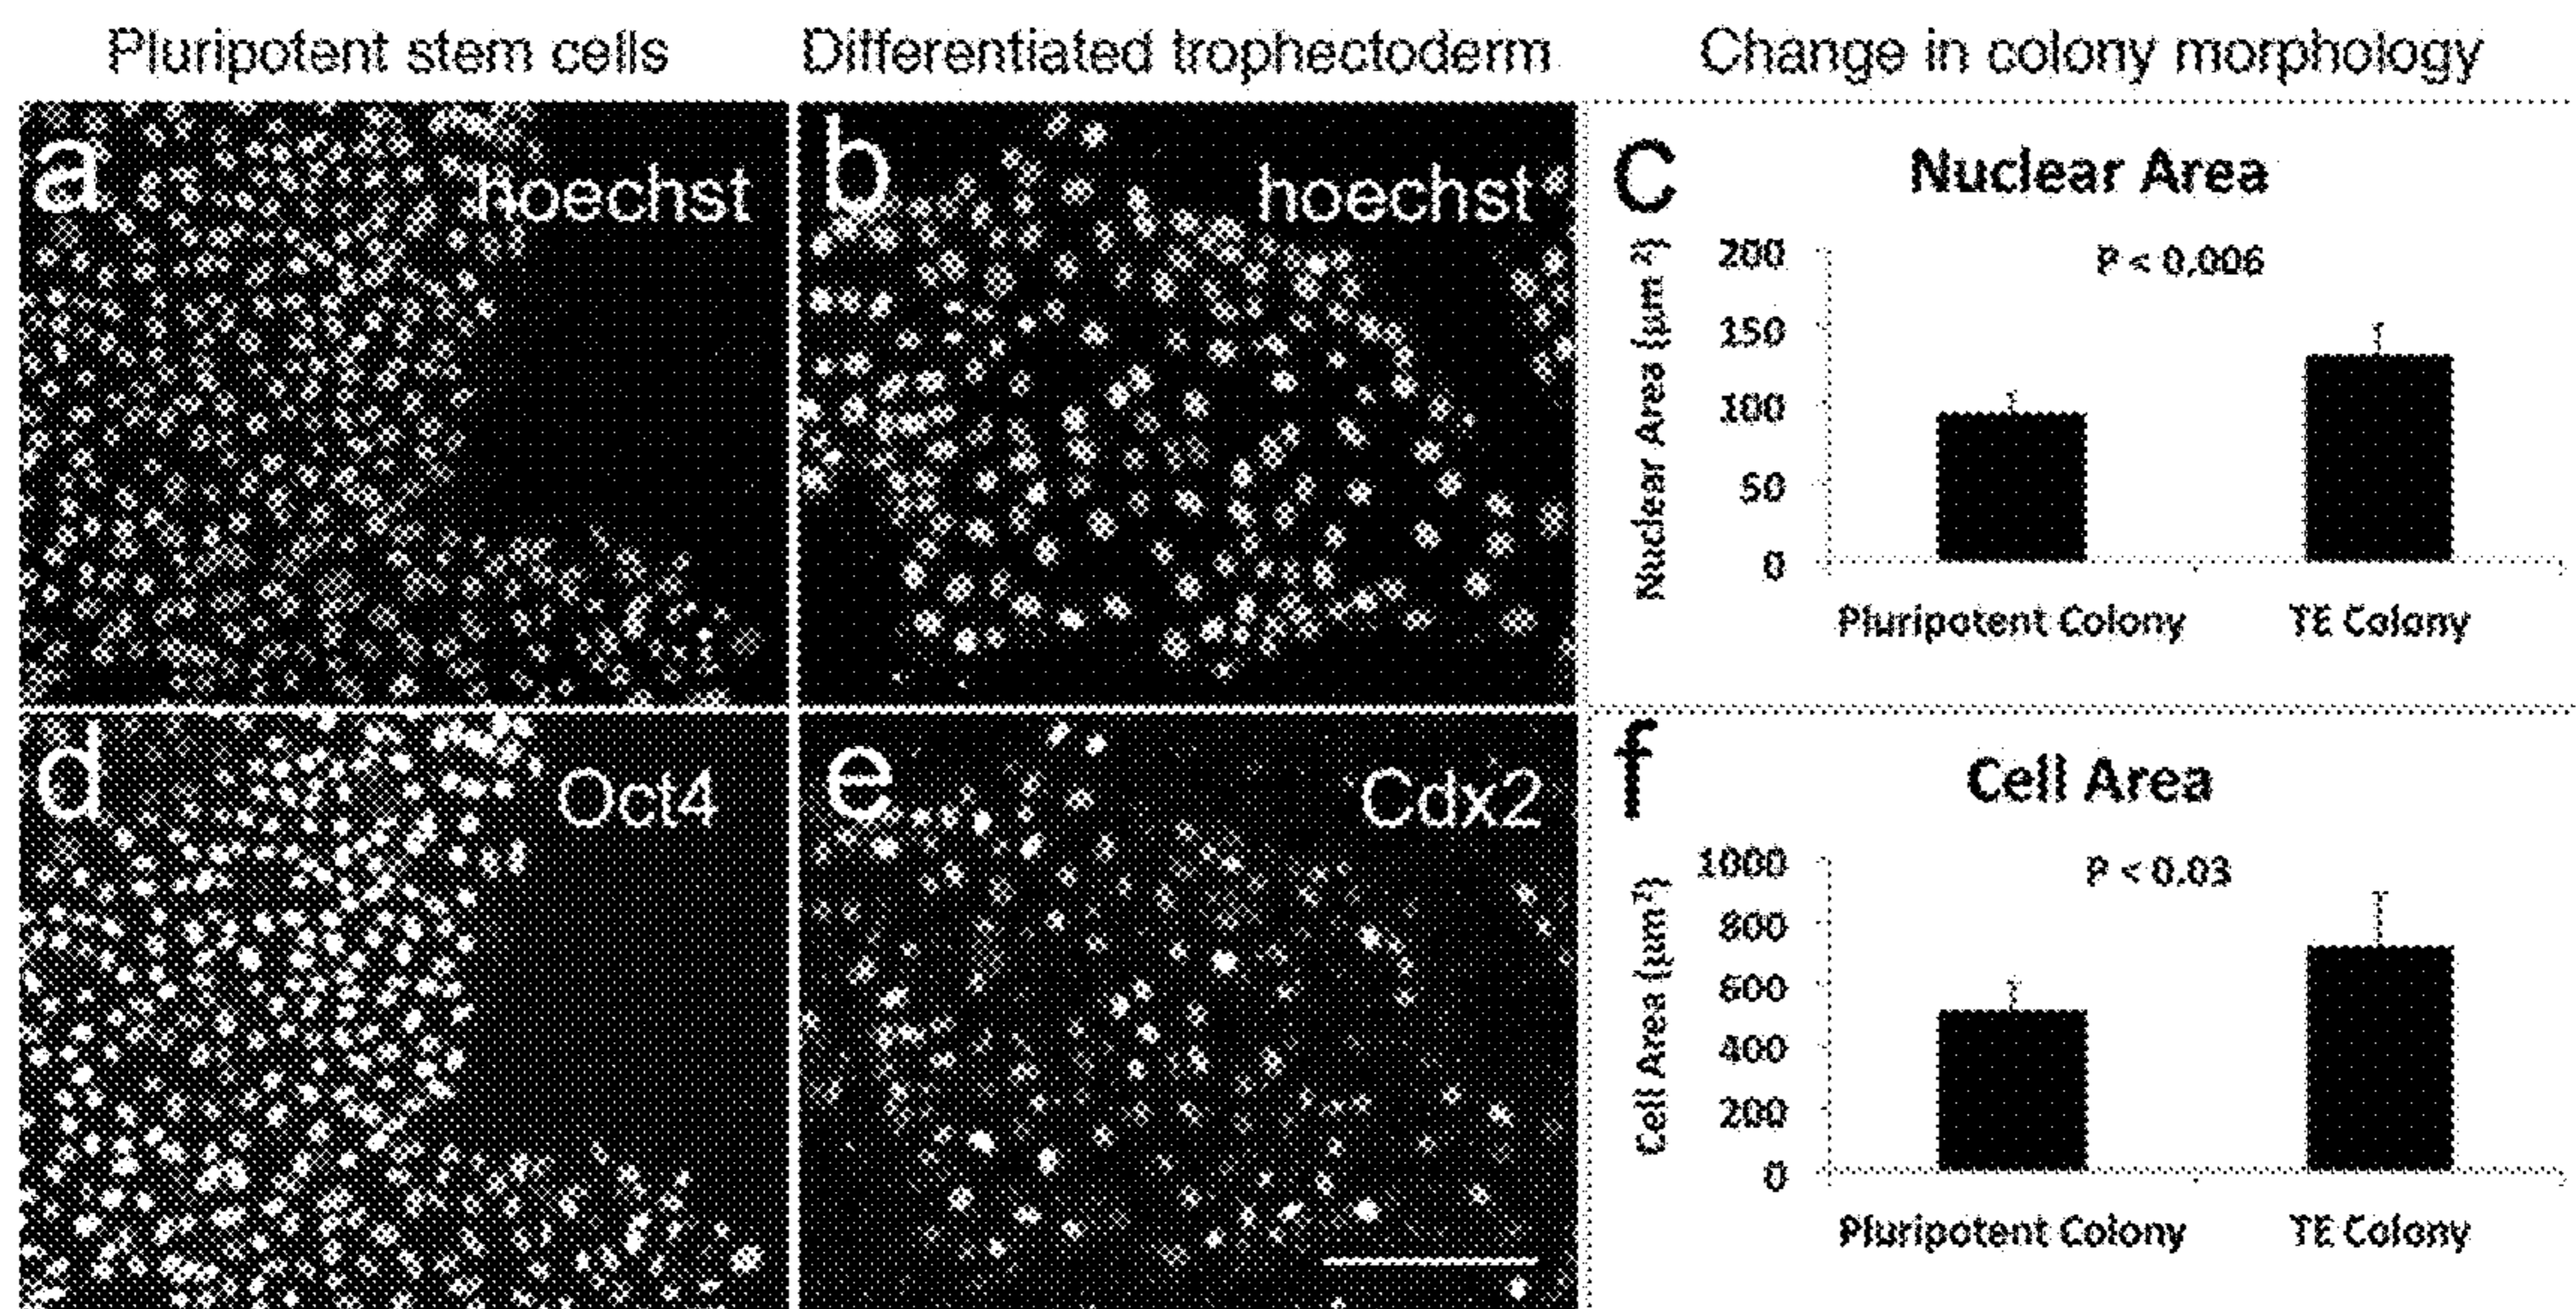 Pluripotent stem cells
Differentiated trophectoderm
Change in colony morphology
a
hoechst
b
hoechst
c
Nuclear Area
P < 0.006
Nuclear Area (µm ²)
200
150
100
50
0
Pluripotent Colony
TE Colony
d
Oct4
e
Cdx2
f
Cell Area
P < 0.03
Cell Area (µm²)
1000
800
600
400
200
0
Pluripotent Colony
TE Colony